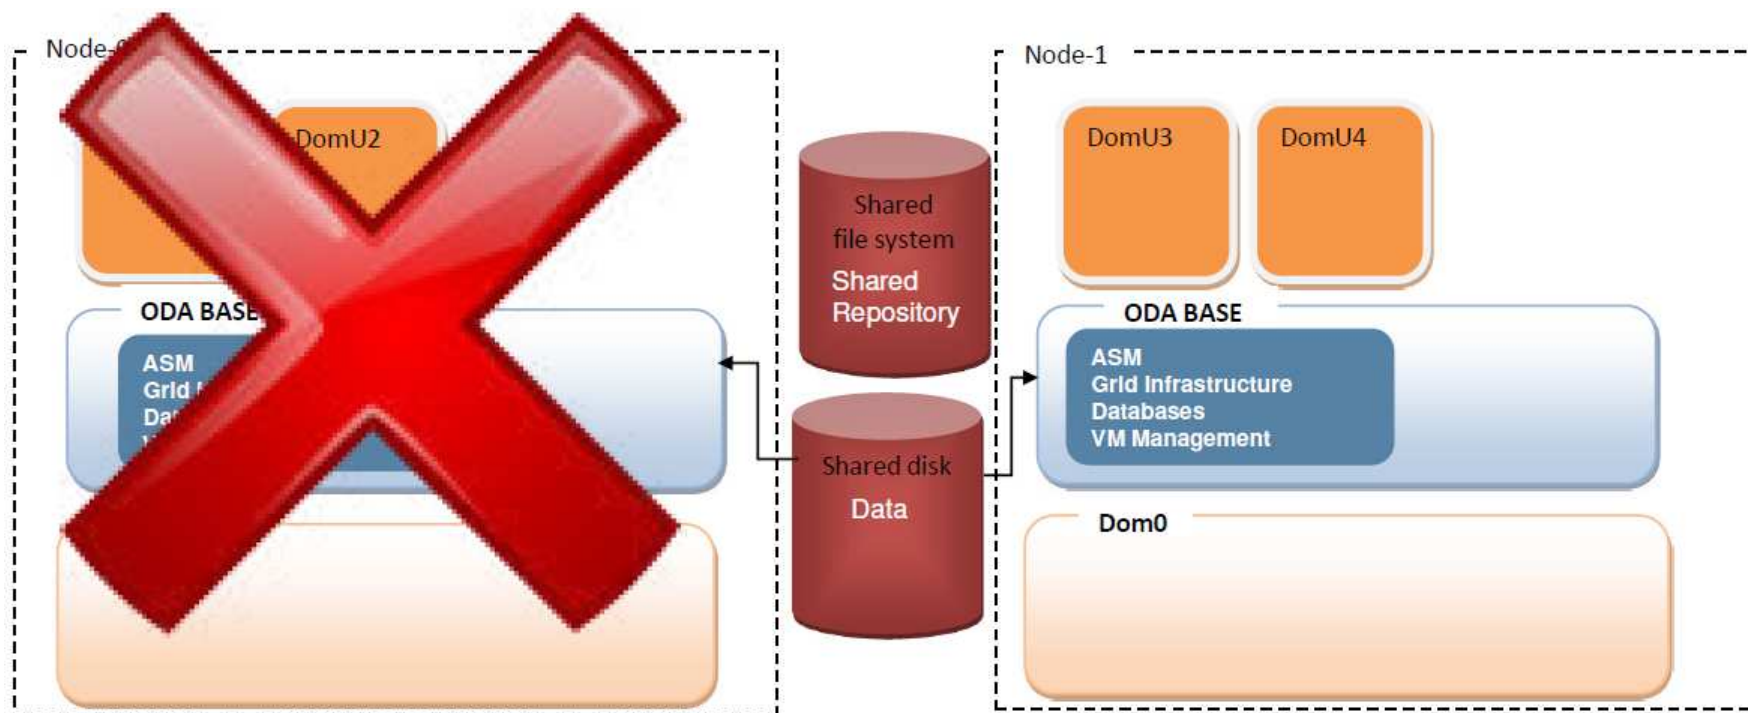 Node-
DomU2
ODA BASE
ASM
Grid
Shared
file system
Shared
Repository
Shared disk
Data
Node-1
DomU3
DomU4
ODA BASE
ASM
Grid Infrastructure
Databases
VM Management
Dom0